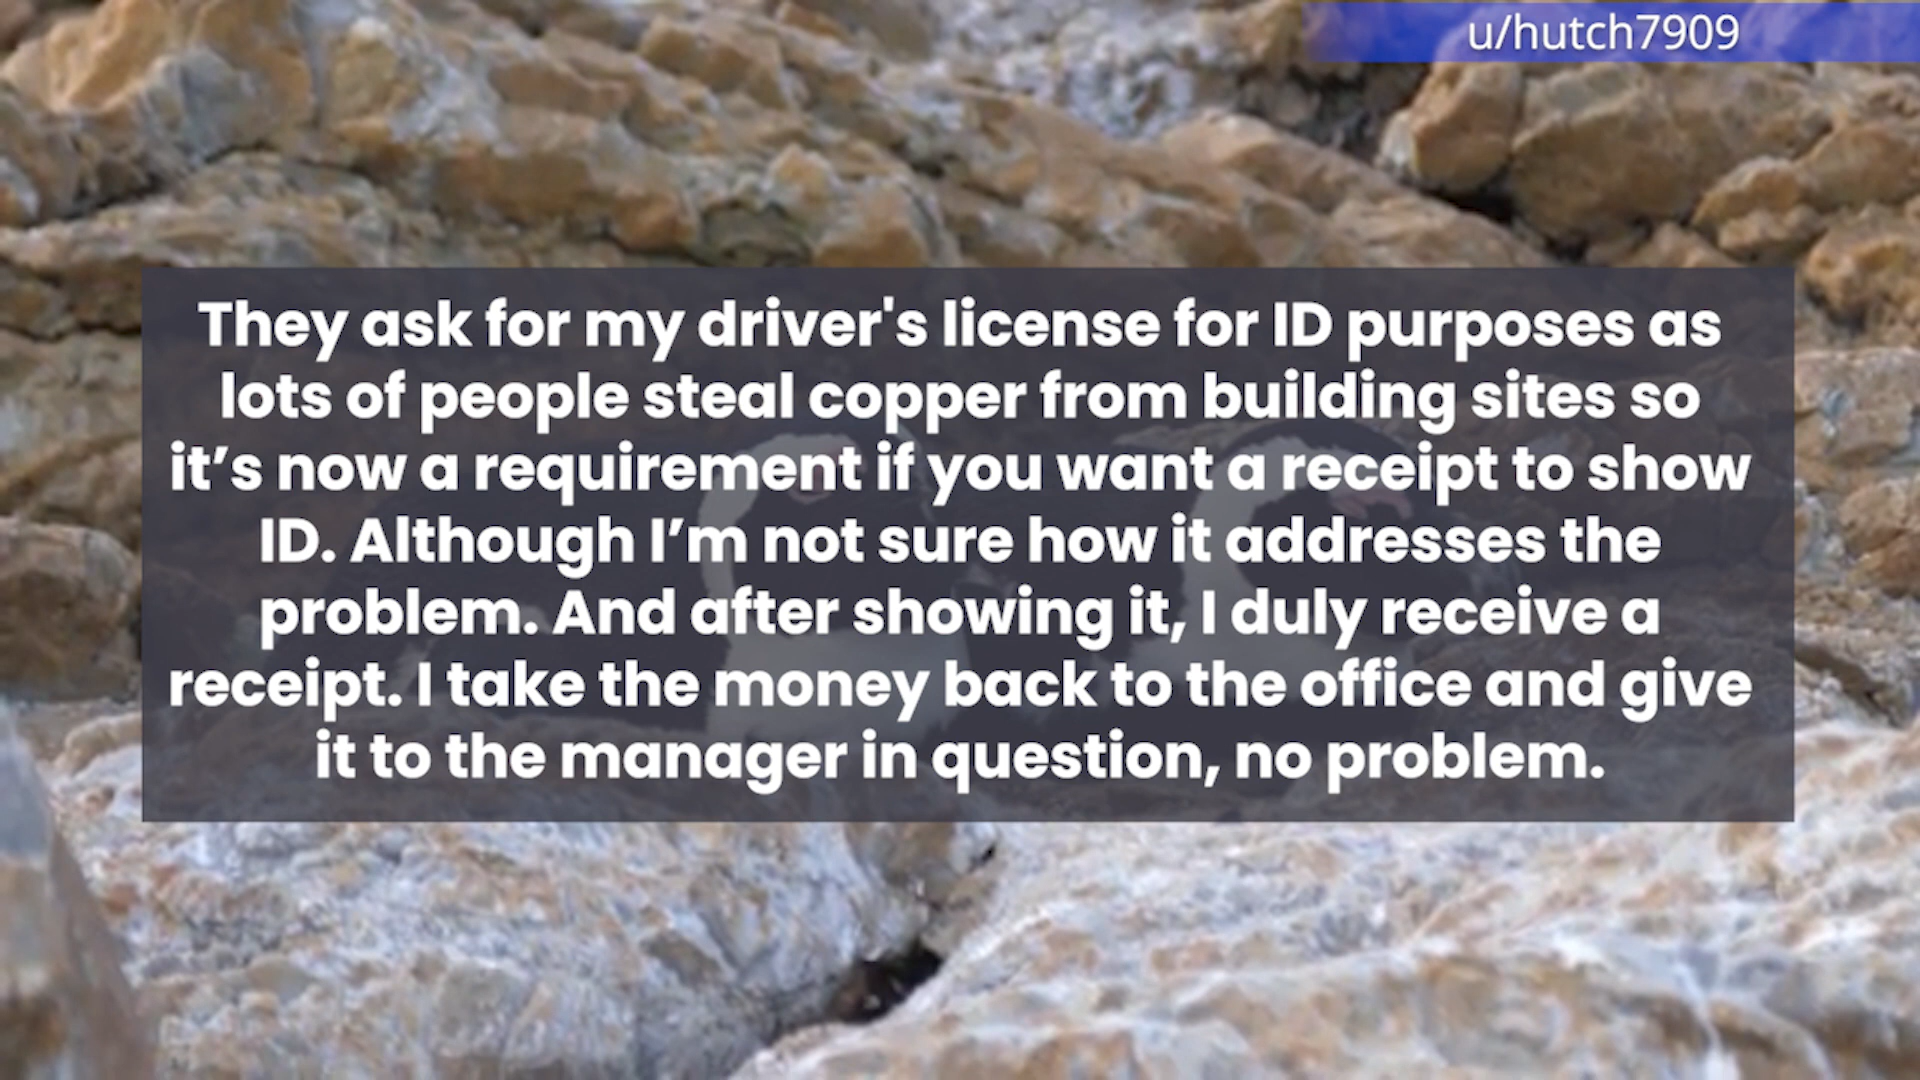 u/hutch7909
They ask for my driver's license for ID purposes as
lots of people steal copper from building sites so
it’s now a requirement if you want a receipt to show
ID. Although I’m not sure how it addresses the
problem. And after showing it, I duly receive a
receipt. I take the money back to the office and give
it to the manager in question, no problem.